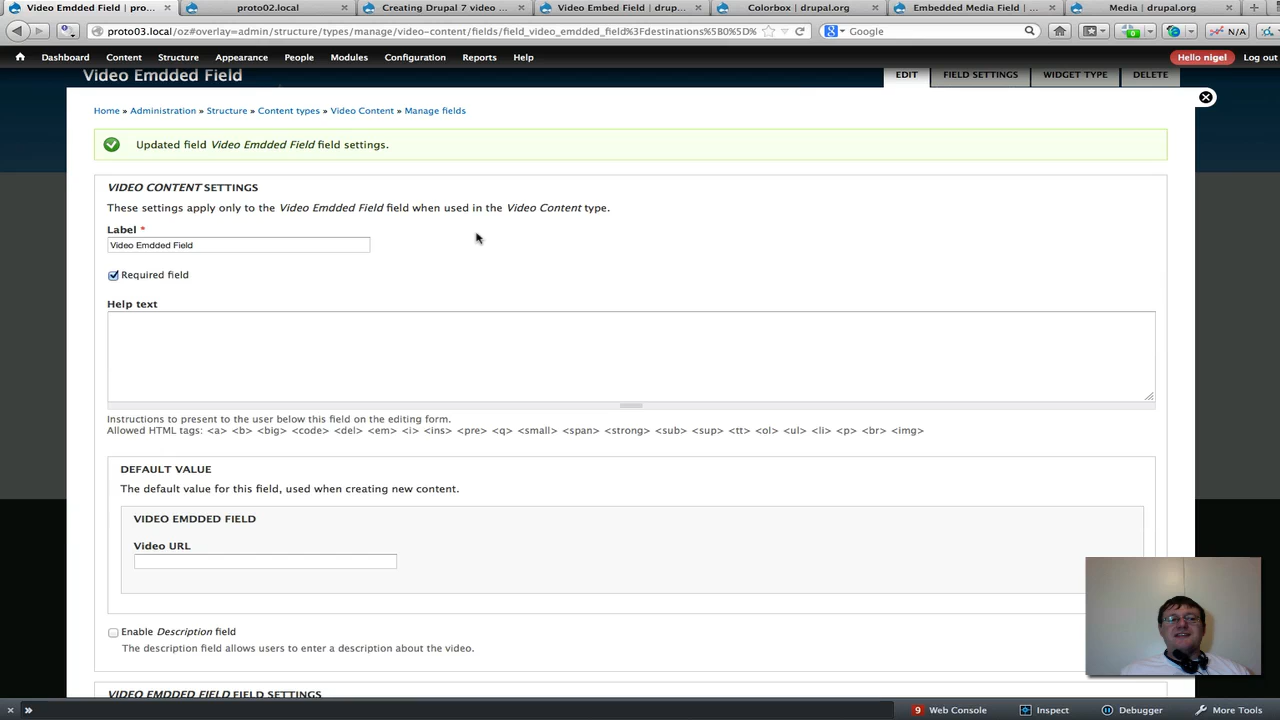 Video Emdded Field | pro...
proto02.local
Creating Drupal 7 video ...
Video Embed Field | drup...
Colorbox | drupal.org
Embedded Media Field | ...
Media | drupal.org
proto03.local/oz#overlay=admin/structure/types/manage/video-content/fields/field_video_emdded_field%3Fdestinations%5B0%5D%
Google
N/A
Dashboard Content Structure Appearance People Modules Configuration Reports Help
Hello nigel
Log out
Video Emdded Field
EDIT
FIELD SETTINGS
WIDGET TYPE
DELETE
Home » Administration » Structure » Content types » Video Content » Manage fields
Updated field Video Emdded Field field settings.
VIDEO CONTENT SETTINGS
These settings apply only to the Video Emdded Field field when used in the Video Content type.
Label *
Video Emdded Field
Required field
Help text
Instructions to present to the user below this field on the editing form.
Allowed HTML tags: <a> <b> <big> <code> <del> <em> <i> <ins> <pre> <q> <small> <span> <strong> <sub> <sup> <tt> <ol> <ul> <li> <p> <br> <img>
DEFAULT VALUE
The default value for this field, used when creating new content.
VIDEO EMDDED FIELD
Video URL
Enable Description field
The description field allows users to enter a description about the video.
VIDEO EMDDED FIELD FIELD SETTINGS
9 Web Console
Inspect
Debugger
More Tools